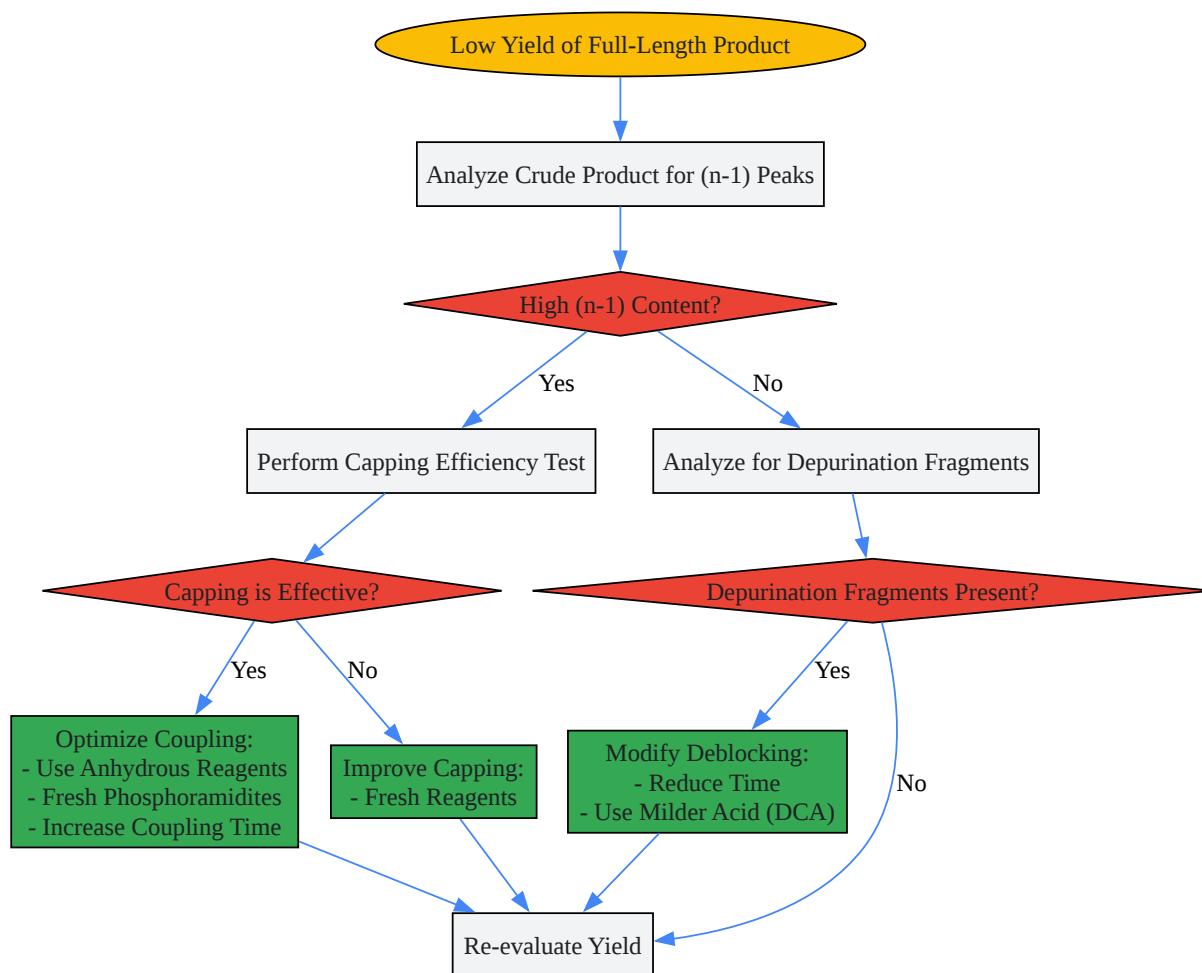 Low Yield of Full-Length Product
Analyze Crude Product for (n-1) Peaks
High (n-1) Content?
Yes
No
Perform Capping Efficiency Test
Analyze for Depurination Fragments
Capping is Effective?
Depurination Fragments Present?
Yes
No
Yes
No
Optimize Coupling:
- Use Anhydrous Reagents
- Fresh Phosphoramidites
- Increase Coupling Time
Improve Capping:
- Fresh Reagents
Modify Deblocking:
- Reduce Time
- Use Milder Acid (DCA)
Re-evaluate Yield